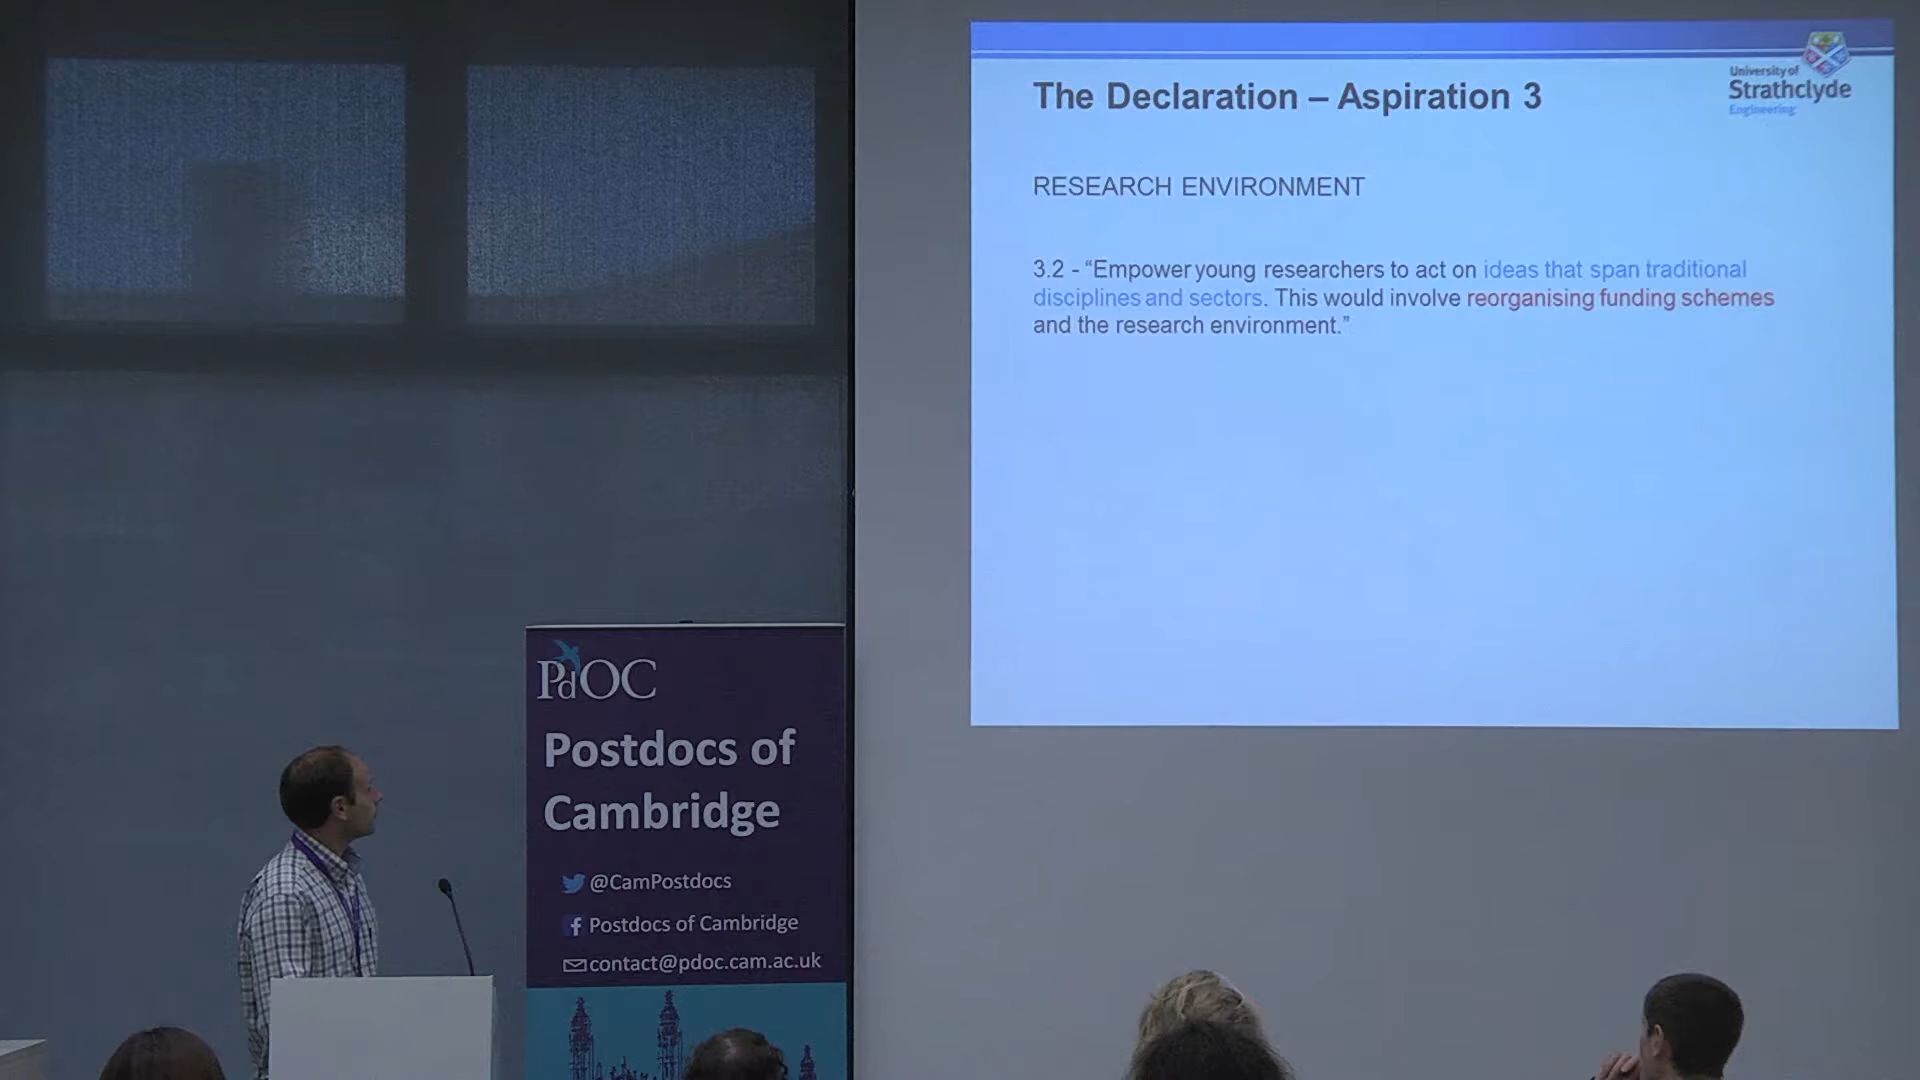 The Declaration – Aspiration 3
University of
Strathclyde
Engineering
RESEARCH ENVIRONMENT
3.2 - “Empower young researchers to act on ideas that span traditional
disciplines and sectors. This would involve reorganising funding schemes
and the research environment.”
PdOC
Postdocs of
Cambridge
@CamPostdocs
Postdocs of Cambridge
contact@pdoc.cam.ac.uk